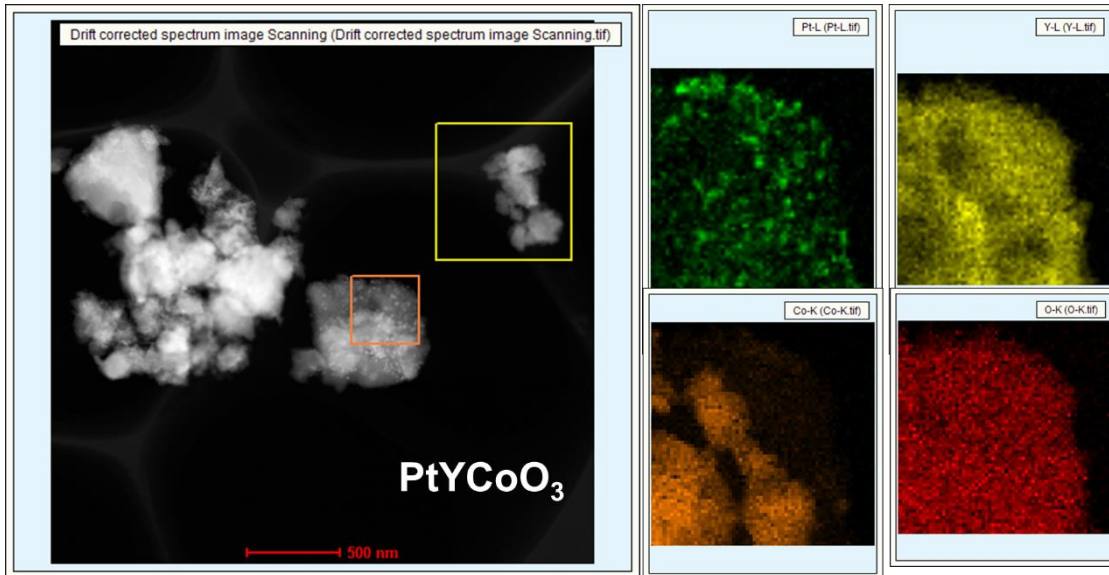 Drift corrected spectrum image Scanning (Drift corrected spectrum image Scanning.tif)
Pt-L (Pt-L.tif)
Y-L (Y-L.tif)
Co-K (Co-K.tif)
O-K (O-K.tif)
PtYCoO₃
500 nm